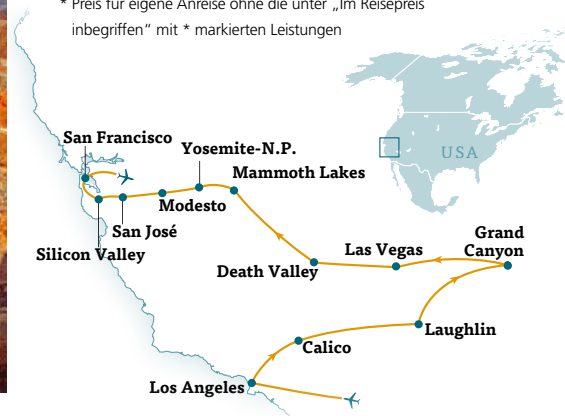 * Preis für eigene Anreise ohne die unter „Im Reisepreis
inbegriffen“ mit * markierten Leistungen
USA
San Francisco
Yosemite-N.P.
Mammoth Lakes
Modesto
San José
Silicon Valley
Grand
Canyon
Las Vegas
Death Valley
Laughlin
Calico
Los Angeles